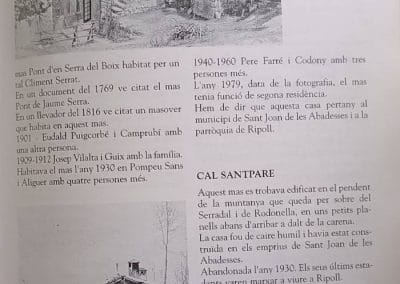 mas Pont d'en Serra del Boix habitat per un
tal Climent Serrat.
En un document del 1769 ve citat el mas
Pont de Jaume Serra.
En un llevador del 1816 ve citat un masover
que habita en aquest mas.
1901 - Eudald Puigcorbé i Camprubí amb
una altra persona.
1909-1912 Josep Vilalta i Guix amb la família.
Habitava el mas l'any 1930 en Pompeu Sans
i Aliguer amb quatre persones més.
1940-1960 Pere Farré i Codony amb tres
persones més.
L'any 1979, data de la fotografia, el mas
tenia funció de segona residència.
Hem de dir que aquesta casa pertany al
municipi de Sant Joan de les Abadesses i a la
parròquia de Ripoll.
CAL SANTPARE
Aquest mas es trobava edificat en el pendent
de la muntanya que queda per sobre del
Serradal i de Rodonella, en uns petits pla-
nells abans d'arribar a dalt de la carena.
La casa fou de caire humil i havia estat cons-
truïda en els emprius de Sant Joan de les
Abadesses.
Abandonada l'any 1930. Els seus últims esta-
dants varen marxar a viure a Ripoll.